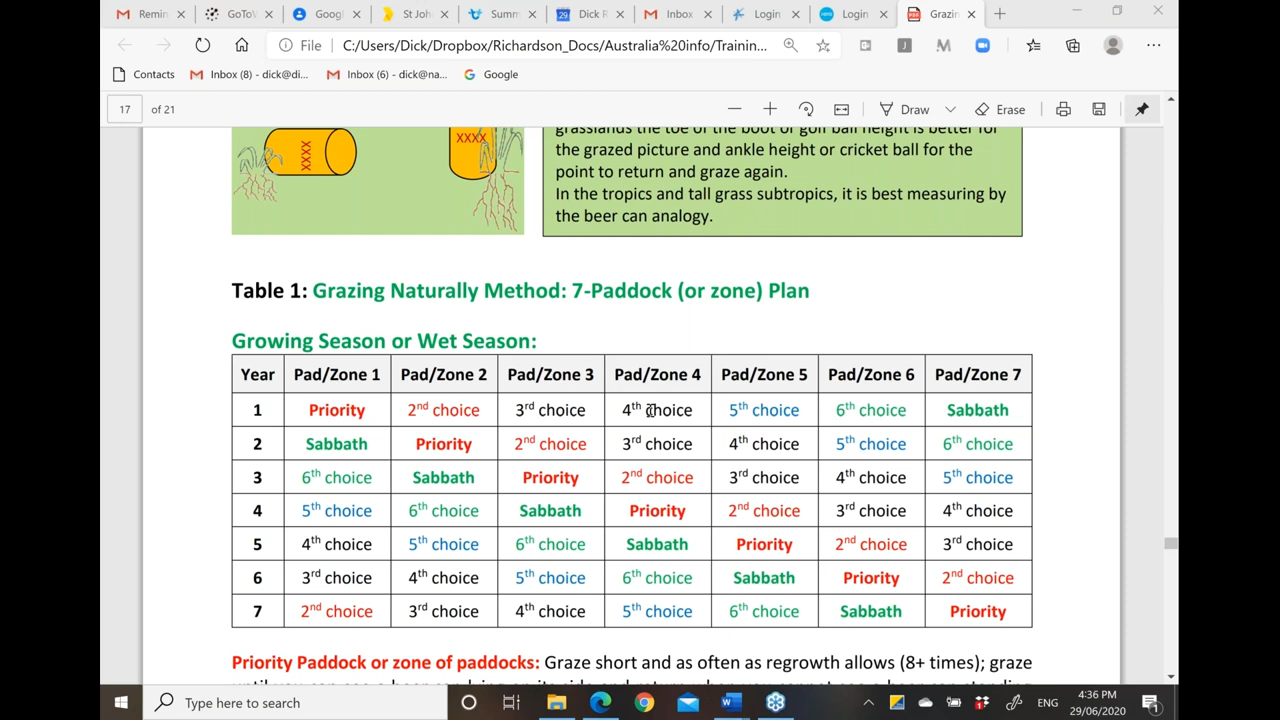 Remin
GoToW
Googl
St John
Summ
Dick R
Inbox
Login
Login
Grazin
File
C:/Users/Dick/Dropbox/Richardson_Docs/Australia%20info/Trainin...
Contacts
Inbox (8) - dick@di...
Inbox (6) - dick@na...
Google
17 of 21
Draw
Erase
XXXX
XXXX
grasslands the toe of the boot or golf ball height is better for
the grazed picture and ankle height or cricket ball for the
point to return and graze again.
In the tropics and tall grass subtropics, it is best measuring by
the beer can analogy.
Table 1: Grazing Naturally Method: 7-Paddock (or zone) Plan
Growing Season or Wet Season:
Year Pad/Zone 1 Pad/Zone 2 Pad/Zone 3 Pad/Zone 4 Pad/Zone 5 Pad/Zone 6 Pad/Zone 7
1 Priority 2nd choice 3rd choice 4th choice 5th choice 6th choice Sabbath
2 Sabbath Priority 2nd choice 3rd choice 4th choice 5th choice 6th choice
3 6th choice Sabbath Priority 2nd choice 3rd choice 4th choice 5th choice
4 5th choice 6th choice Sabbath Priority 2nd choice 3rd choice 4th choice
5 4th choice 5th choice 6th choice Sabbath Priority 2nd choice 3rd choice
6 3rd choice 4th choice 5th choice 6th choice Sabbath Priority 2nd choice
7 2nd choice 3rd choice 4th choice 5th choice 6th choice Sabbath Priority
Priority Paddock or zone of paddocks: Graze short and as often as regrowth allows (8+ times); graze
Type here to search
ENG
4:36 PM
29/06/2020
1